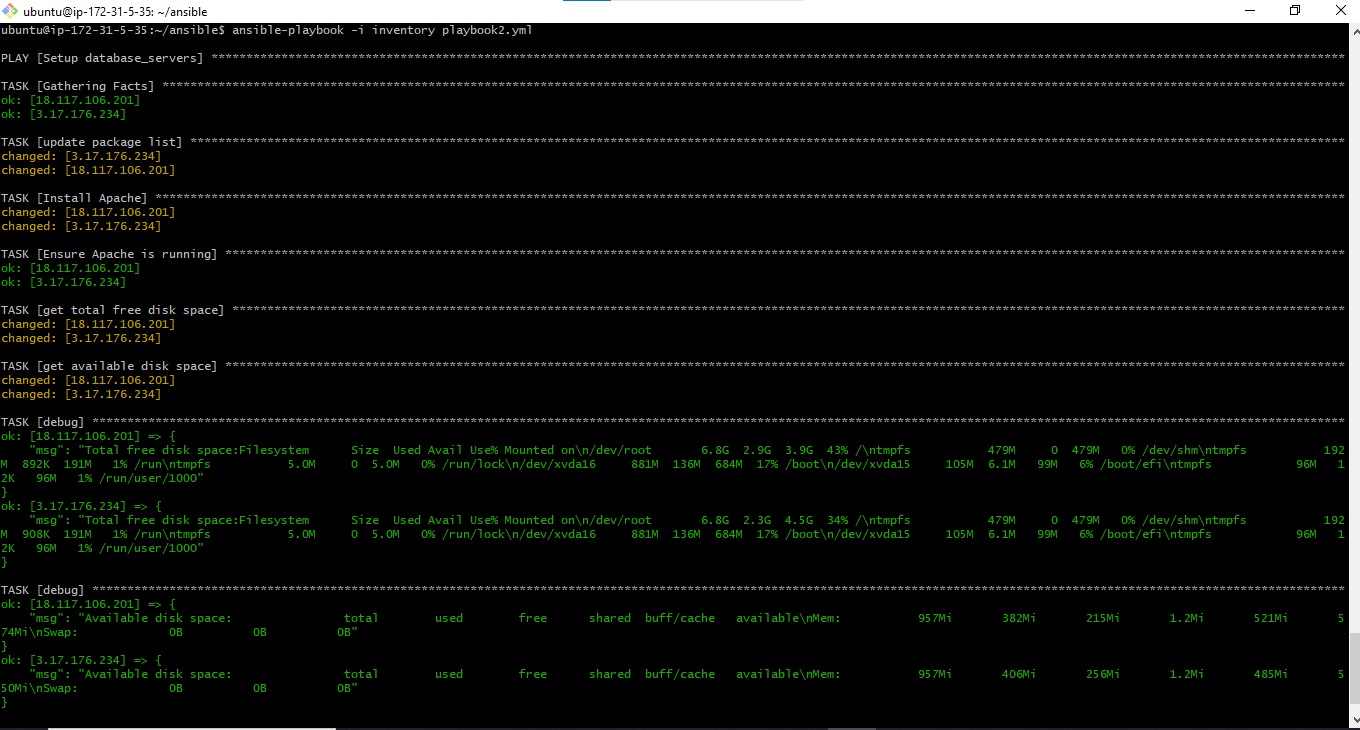 ubuntu@ip-172-31-5-35: ~/ansible
ubuntu@ip-172-31-5-35:~/ansible$ ansible-playbook -i inventory playbook2.yml
PLAY [Setup database_servers] ****************************************************************************************************************************************************************
TASK [Gathering Facts] ***********************************************************************************************************************************************************************
ok: [18.117.106.201]
ok: [3.17.176.234]
TASK [update package list] *******************************************************************************************************************************************************************
changed: [3.17.176.234]
changed: [18.117.106.201]
TASK [Install Apache] ************************************************************************************************************************************************************************
changed: [18.117.106.201]
changed: [3.17.176.234]
TASK [Ensure Apache is running] **************************************************************************************************************************************************************
ok: [18.117.106.201]
ok: [3.17.176.234]
TASK [get total free disk space] *************************************************************************************************************************************************************
changed: [18.117.106.201]
changed: [3.17.176.234]
TASK [get available disk space] **************************************************************************************************************************************************************
changed: [18.117.106.201]
changed: [3.17.176.234]
TASK [debug] *********************************************************************************************************************************************************************************
ok: [18.117.106.201] => {
    "msg": "Total free disk space:Filesystem      Size  Used Avail Use% Mounted on\n/dev/root       6.8G  2.9G  3.9G  43% /\ntmpfs           479M     0  479M   0% /dev/shm\ntmpfs           192
M  892K  191M   1% /run\ntmpfs           5.0M     0  5.0M   0% /run/lock\n/dev/xvda16     881M  136M  684M  17% /boot\n/dev/xvda15     105M  6.1M   99M   6% /boot/efi\ntmpfs            96M   1
2K   96M   1% /run/user/1000"
}
ok: [3.17.176.234] => {
    "msg": "Total free disk space:Filesystem      Size  Used Avail Use% Mounted on\n/dev/root       6.8G  2.3G  4.5G  34% /\ntmpfs           479M     0  479M   0% /dev/shm\ntmpfs           192
M  908K  191M   1% /run\ntmpfs           5.0M     0  5.0M   0% /run/lock\n/dev/xvda16     881M  136M  684M  17% /boot\n/dev/xvda15     105M  6.1M   99M   6% /boot/efi\ntmpfs            96M   1
2K   96M   1% /run/user/1000"
}
TASK [debug] *********************************************************************************************************************************************************************************
ok: [18.117.106.201] => {
    "msg": "Available disk space:                total        used        free      shared  buff/cache   available\nMem:           957Mi       382Mi       215Mi       1.2Mi       521Mi       5
74Mi\nSwap:             0B          0B          0B"
}
ok: [3.17.176.234] => {
    "msg": "Available disk space:                total        used        free      shared  buff/cache   available\nMem:           957Mi       406Mi       256Mi       1.2Mi       485Mi       5
50Mi\nSwap:             0B          0B          0B"
}